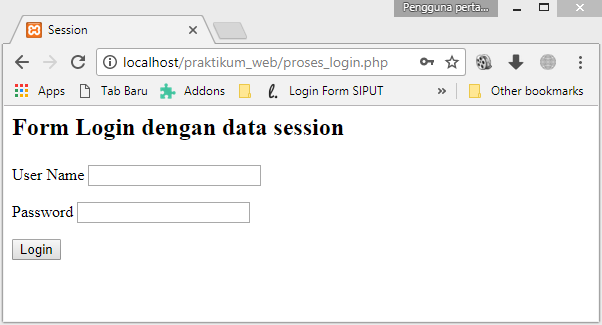 Pengguna perta...
Session
localhost/praktikum_web/proses_login.php
Apps Tab Baru Addons Login Form SIPUT » Other bookmarks
Form Login dengan data session
User Name
Password
Login